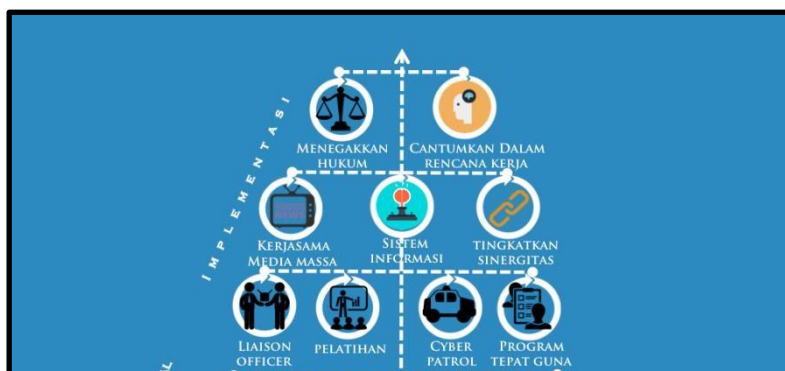 IMPLEMENTASI
MENEGAKKAN
HUKUM
CANTUMKAN DALAM
RENCANA KERJA
KERJASAMA
MEDIA MASSA
SISTEM
INFORMASI
TINGKATKAN
SINERGITAS
LIAISON
OFFICER
PELATIHAN
CYBER
PATROL
PROGRAM
TEPAT GUNA